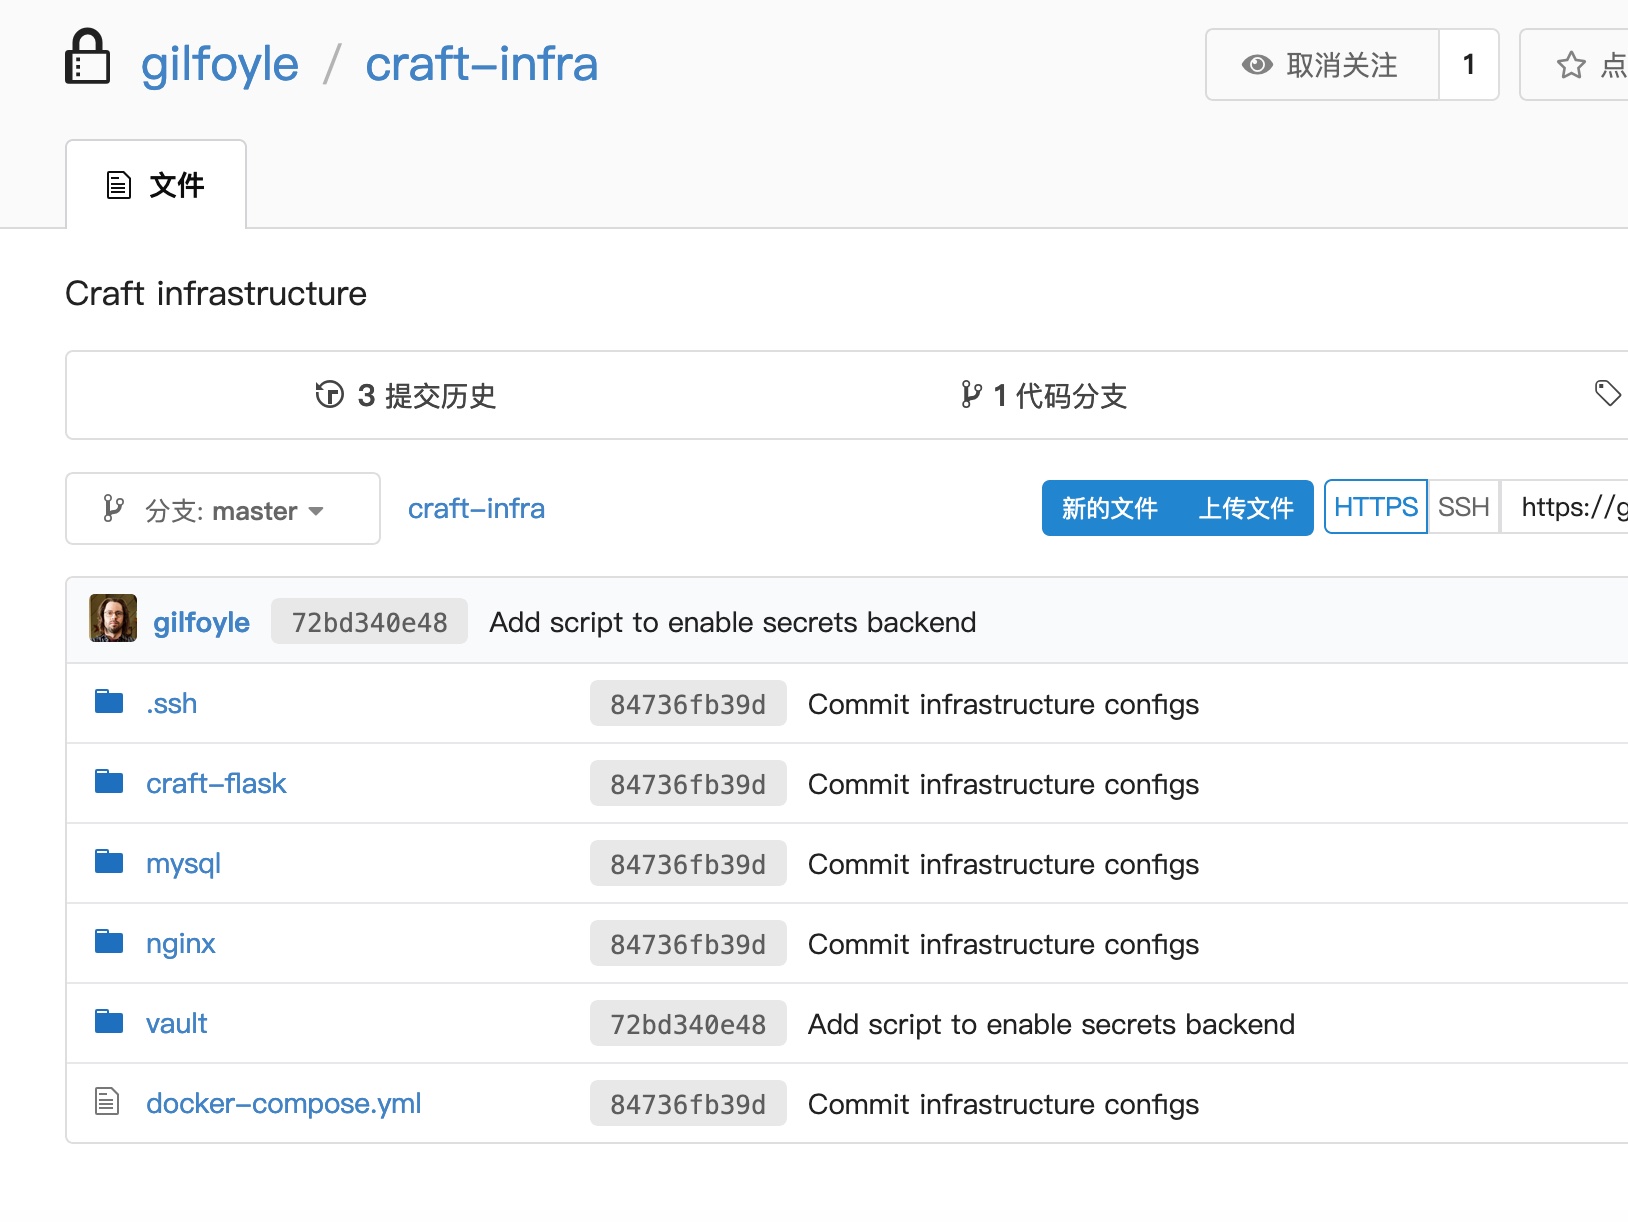 gilfoyle / craft-infra
取消关注 1 点
文件
Craft infrastructure
3 提交历史 1 代码分支
分支: master craft-infra 新的文件 上传文件 HTTPS SSH https://g
gilfoyle 72bd340e48 Add script to enable secrets backend
.ssh 84736fb39d Commit infrastructure configs
craft-flask 84736fb39d Commit infrastructure configs
mysql 84736fb39d Commit infrastructure configs
nginx 84736fb39d Commit infrastructure configs
vault 72bd340e48 Add script to enable secrets backend
docker-compose.yml 84736fb39d Commit infrastructure configs